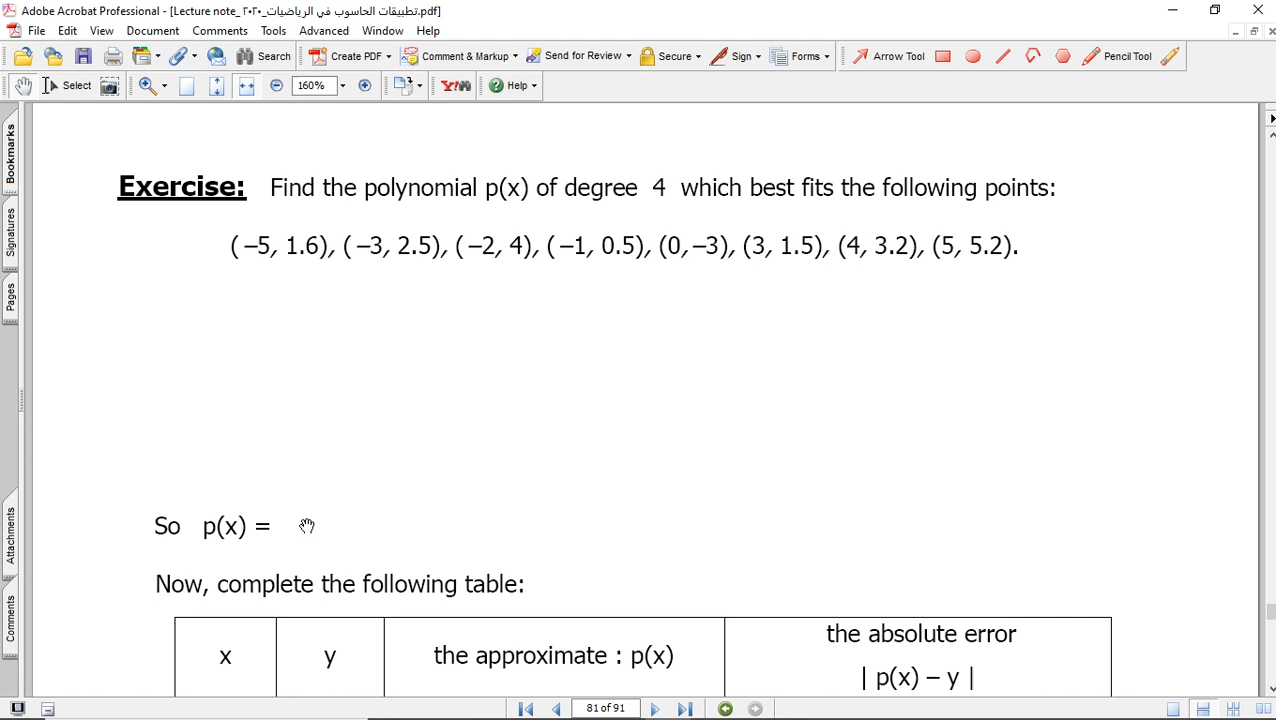 Adobe Acrobat Professional - [Lecture note_ ٢٠٢٠_تطبيقات الحاسوب في الرياضيات.pdf]
File Edit View Document Comments Tools Advanced Window Help
Search Create PDF Comment & Markup Send for Review Secure Sign Forms Arrow Tool Pencil Tool
Select 160% Y! Help
Bookmarks
Signatures
Pages
Attachments
Comments
Exercise: Find the polynomial p(x) of degree 4 which best fits the following points:
( –5, 1.6), ( –3, 2.5), ( –2, 4), ( –1, 0.5), (0, –3), (3, 1.5), (4, 3.2), (5, 5.2).
So p(x) =
Now, complete the following table:
x y the approximate : p(x) the absolute error
| p(x) – y |
81 of 91